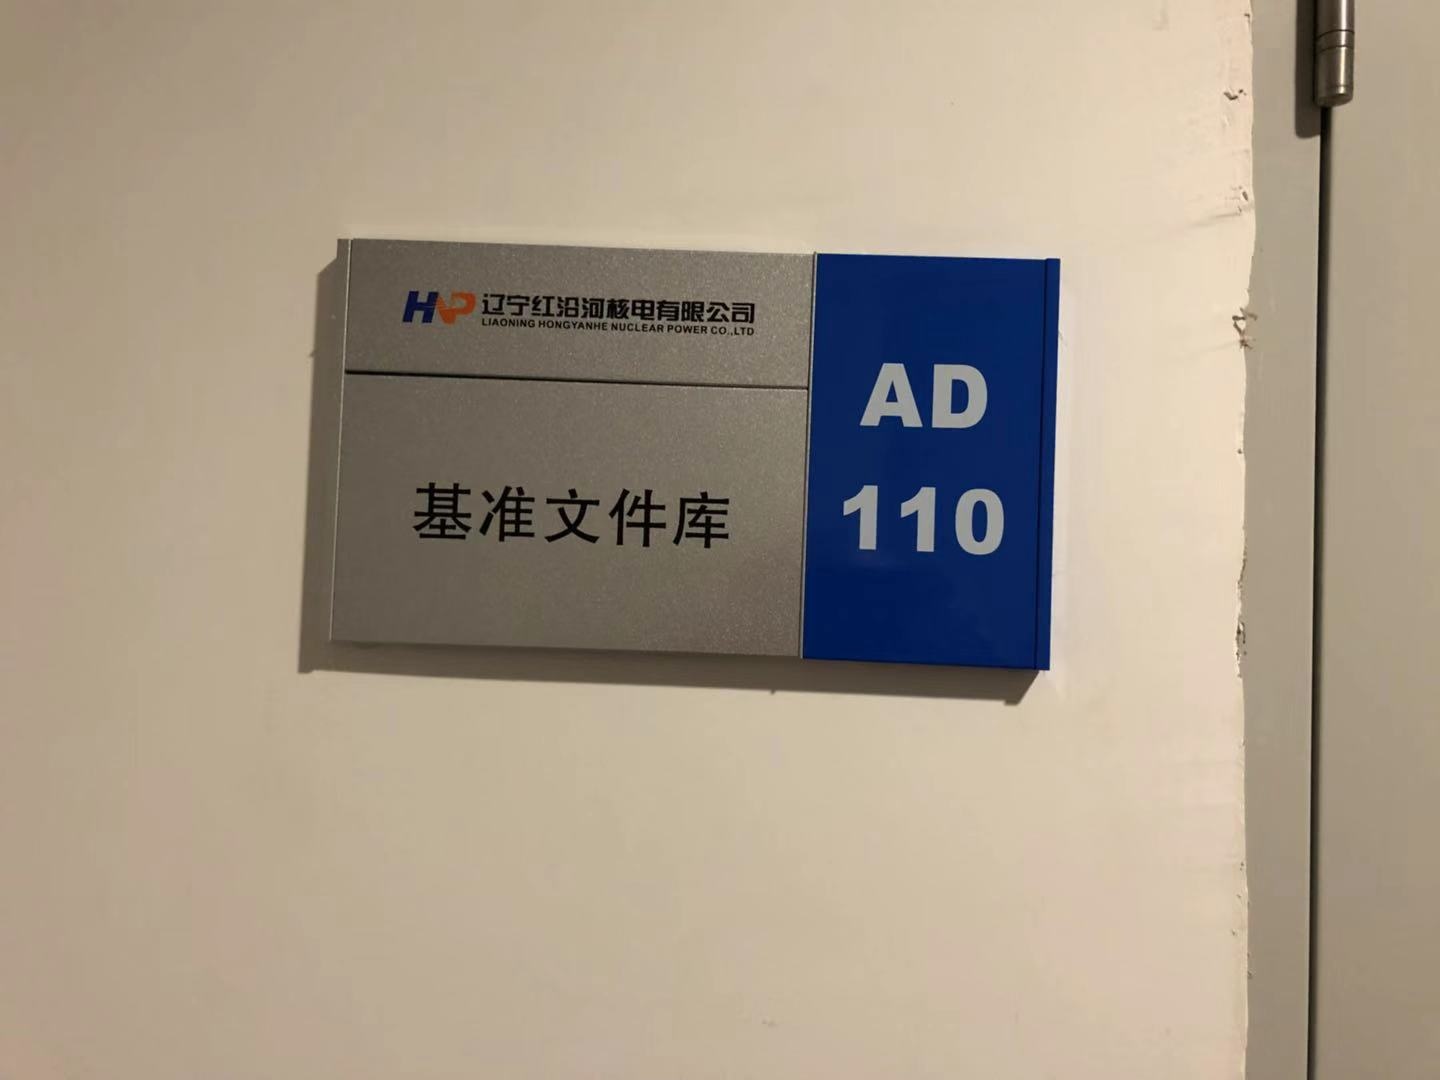 HNP 辽宁红沿河核电有限公司
LIAONING HONGYANHE NUCLEAR POWER CO.,LTD
基准文件库
AD
110